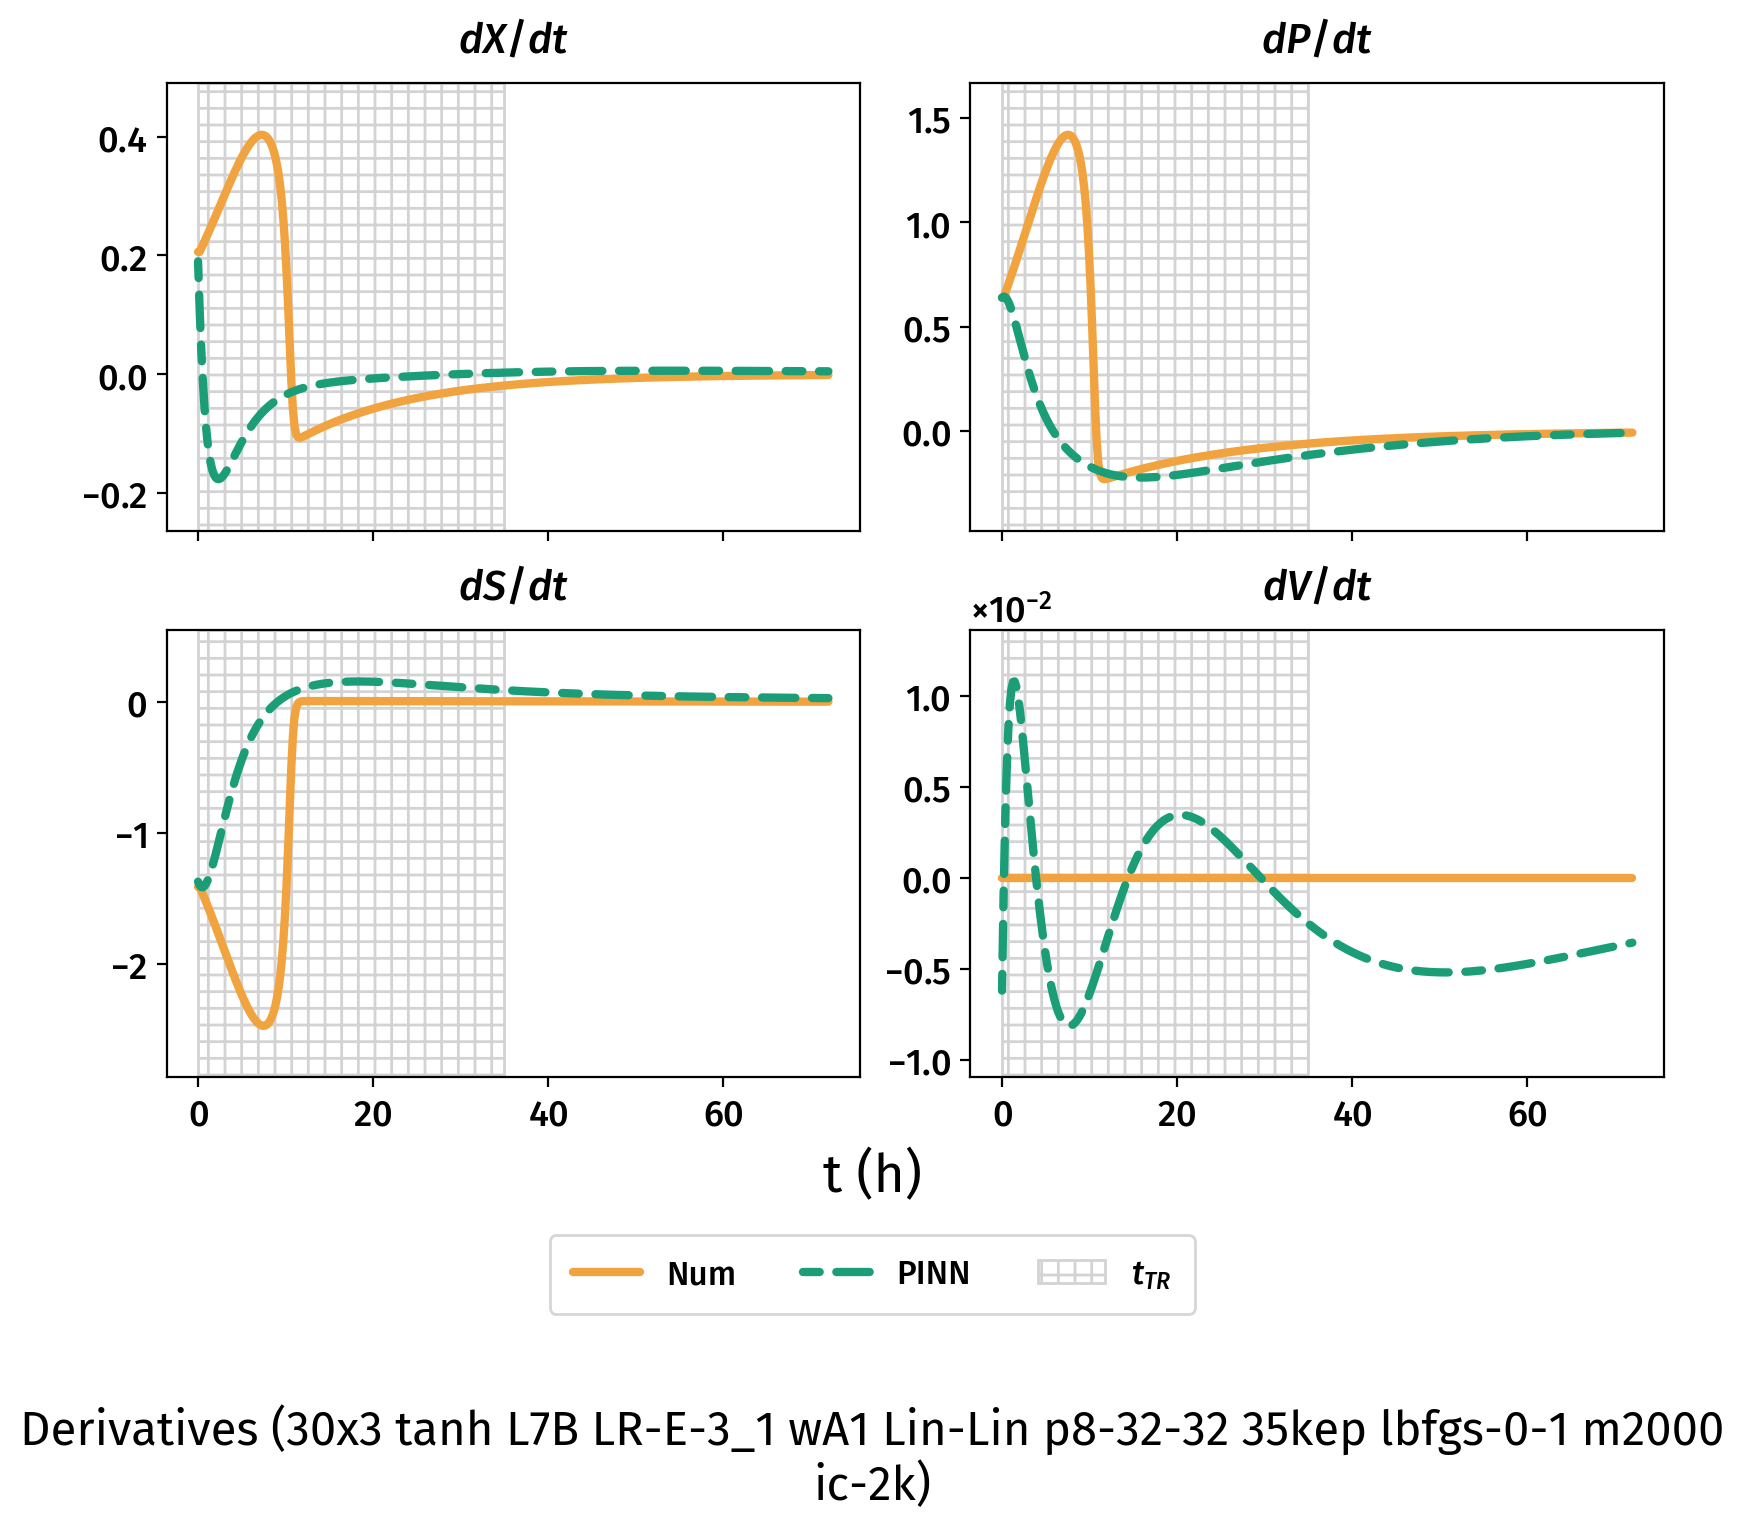 dX/dt
dP/dt
0.4
0.2
0.0
−0.2
1.5
1.0
0.5
0.0
dS/dt
dV/dt
×10⁻²
0
−1
−2
1.0
0.5
0.0
−0.5
−1.0
0 20 40 60
0 20 40 60
t (h)
Num PINN t_TR
Derivatives (30x3 tanh L7B LR-E-3_1 wA1 Lin-Lin p8-32-32 35kep lbfgs-0-1 m2000
ic-2k)